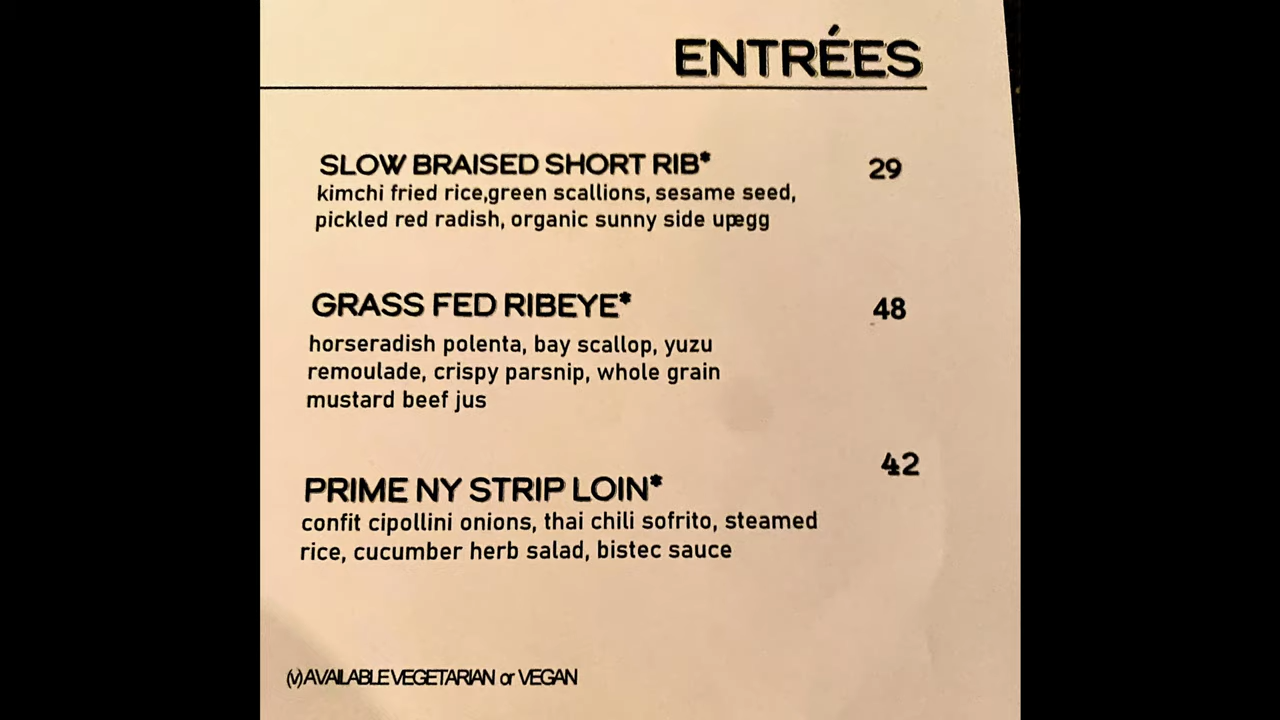 ENTRÉES
SLOW BRAISED SHORT RIB* 29
kimchi fried rice,green scallions, sesame seed,
pickled red radish, organic sunny side upegg
GRASS FED RIBEYE* 48
horseradish polenta, bay scallop, yuzu
remoulade, crispy parsnip, whole grain
mustard beef jus
42
PRIME NY STRIP LOIN*
confit cipollini onions, thai chili sofrito, steamed
rice, cucumber herb salad, bistec sauce
(v) AVAILABLE VEGETARIAN or VEGAN